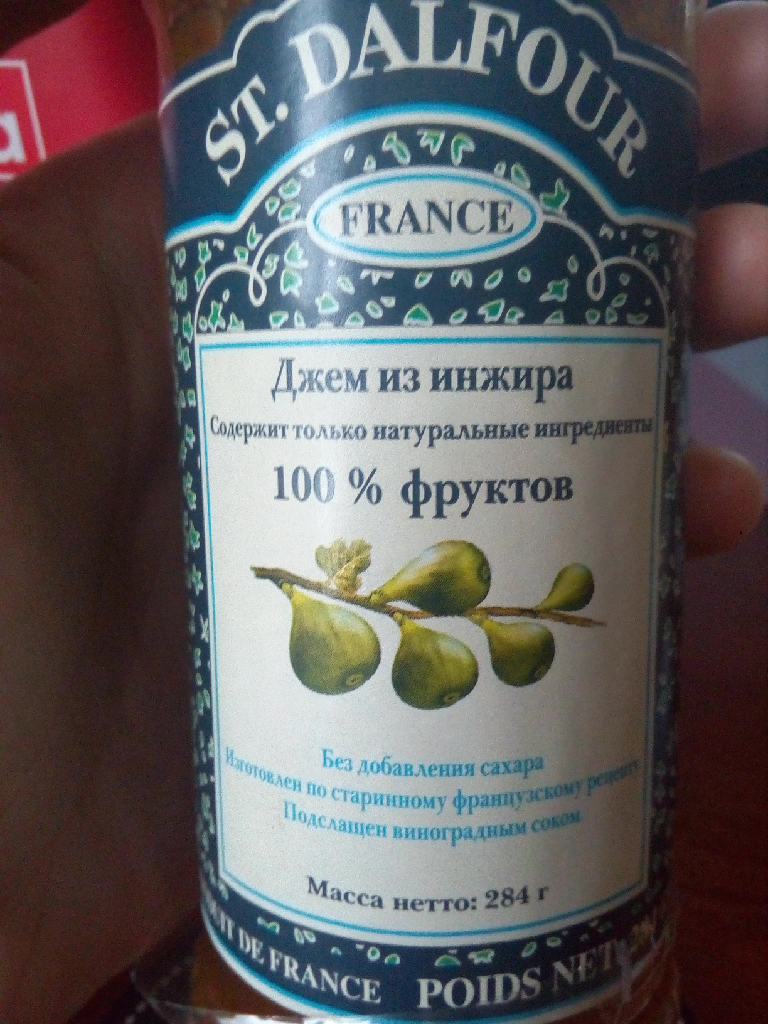 a
ST. DALFOUR
FRANCE
Джем из инжира
Содержит только натуральные ингредиенты
100 % фруктов
Без добавления сахара
Изготовлен по старинному французскому рецепту
Подслащен виноградным соком
Масса нетто: 284 г
DE FRANCE POIDS NET